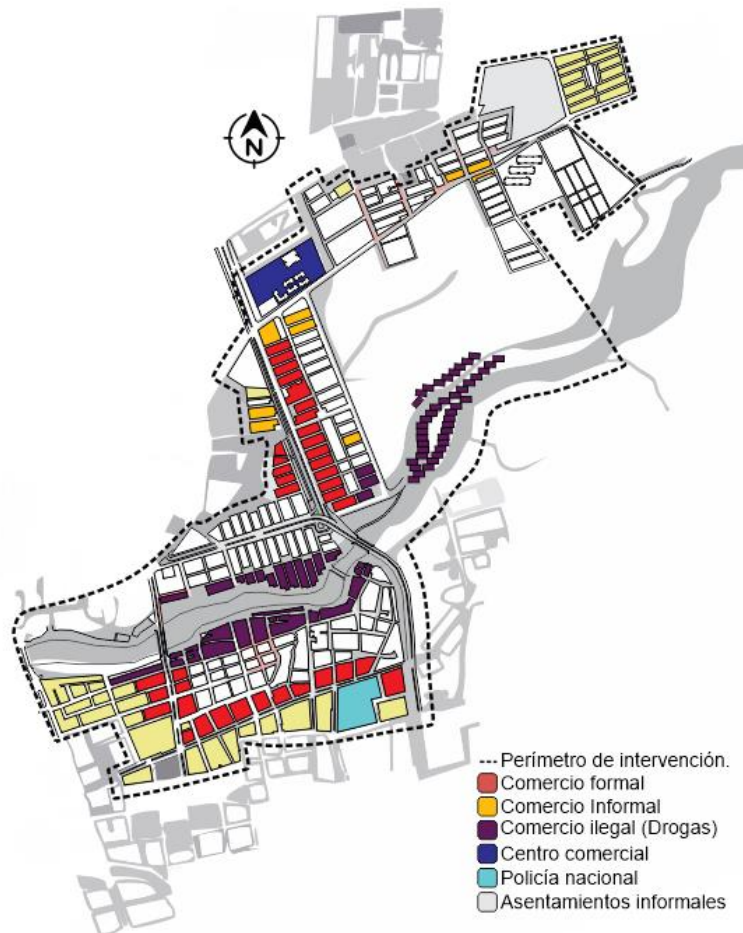 N
Perímetro de intervención.
Comercio formal
Comercio Informal
Comercio ilegal (Drogas)
Centro comercial
Policía nacional
Asentamientos informales